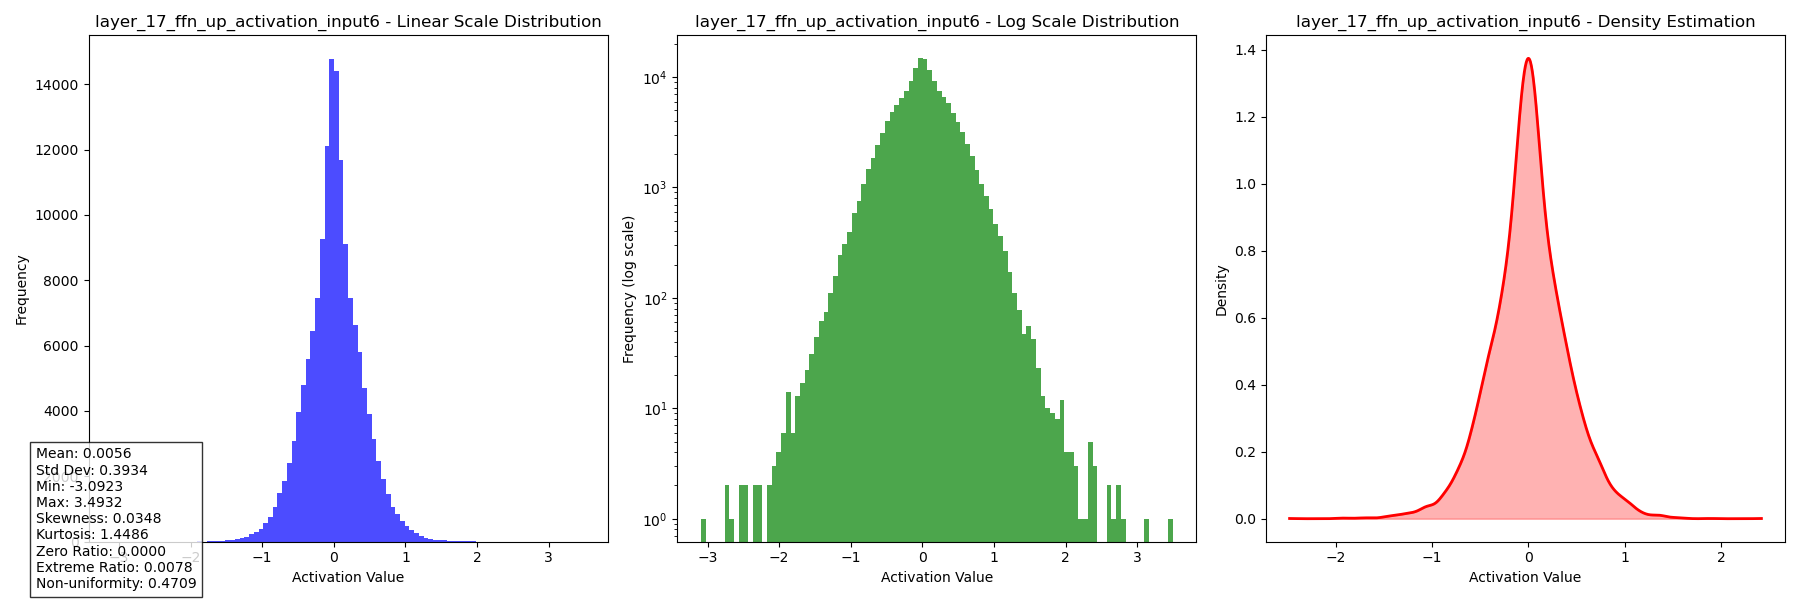 layer_17_ffn_up_activation_input6 - Linear Scale Distribution
14000
12000
10000
8000
6000
4000
2000
0
Frequency
−2
−1
0
1
2
3
Activation Value
Mean: 0.0056
Std Dev: 0.3934
Min: -3.0923
Max: 3.4932
Skewness: 0.0348
Kurtosis: 1.4486
Zero Ratio: 0.0000
Extreme Ratio: 0.0078
Non-uniformity: 0.4709
layer_17_ffn_up_activation_input6 - Log Scale Distribution
10⁴
10³
10²
10¹
10⁰
Frequency (log scale)
−3
−2
−1
0
1
2
3
Activation Value
layer_17_ffn_up_activation_input6 - Density Estimation
1.4
1.2
1.0
0.8
0.6
0.4
0.2
0.0
Density
−2
−1
0
1
2
Activation Value